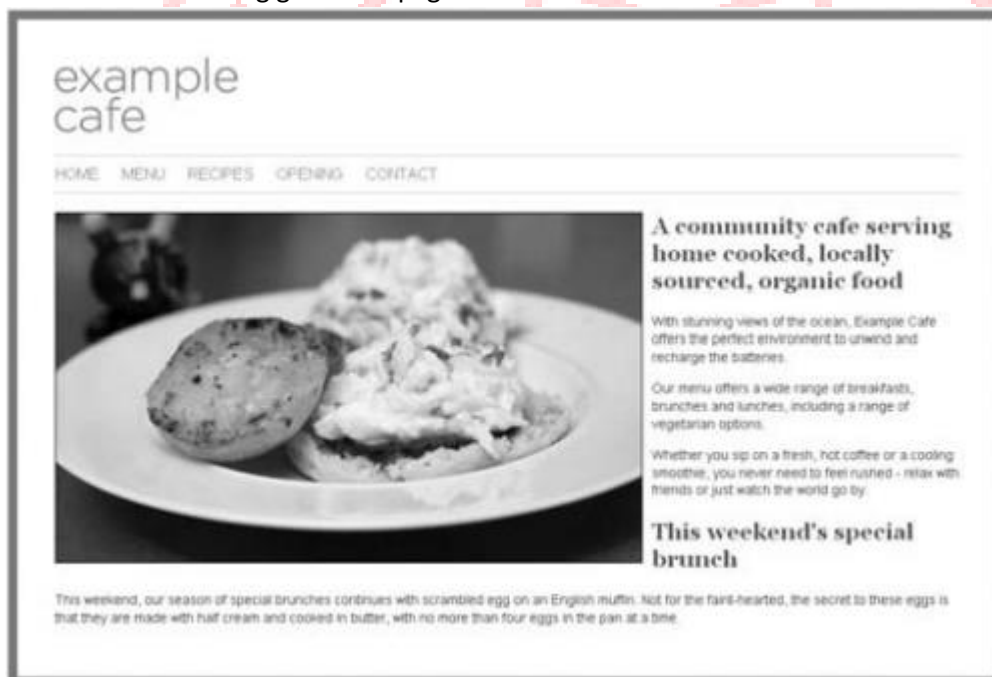 example
cafe
HOME MENU RECIPES OPENING CONTACT
A community cafe serving
home cooked, locally
sourced, organic food
With stunning views of the ocean, Example Cafe
offers the perfect environment to unwind and
recharge the batteries.
Our menu offers a wide range of breakfasts,
brunches and lunches, including a range of
vegetarian options.
Whether you sip on a fresh, hot coffee or a cooling
smoothie, you never need to feel rushed - relax with
friends or just watch the world go by.
This weekend's special
brunch
This weekend, our season of special brunches continues with scrambled egg on an English muffin. Not for the faint-hearted, the secret to these eggs is
that they are made with half cream and cooked in butter, with no more than four eggs in the pan at a time.